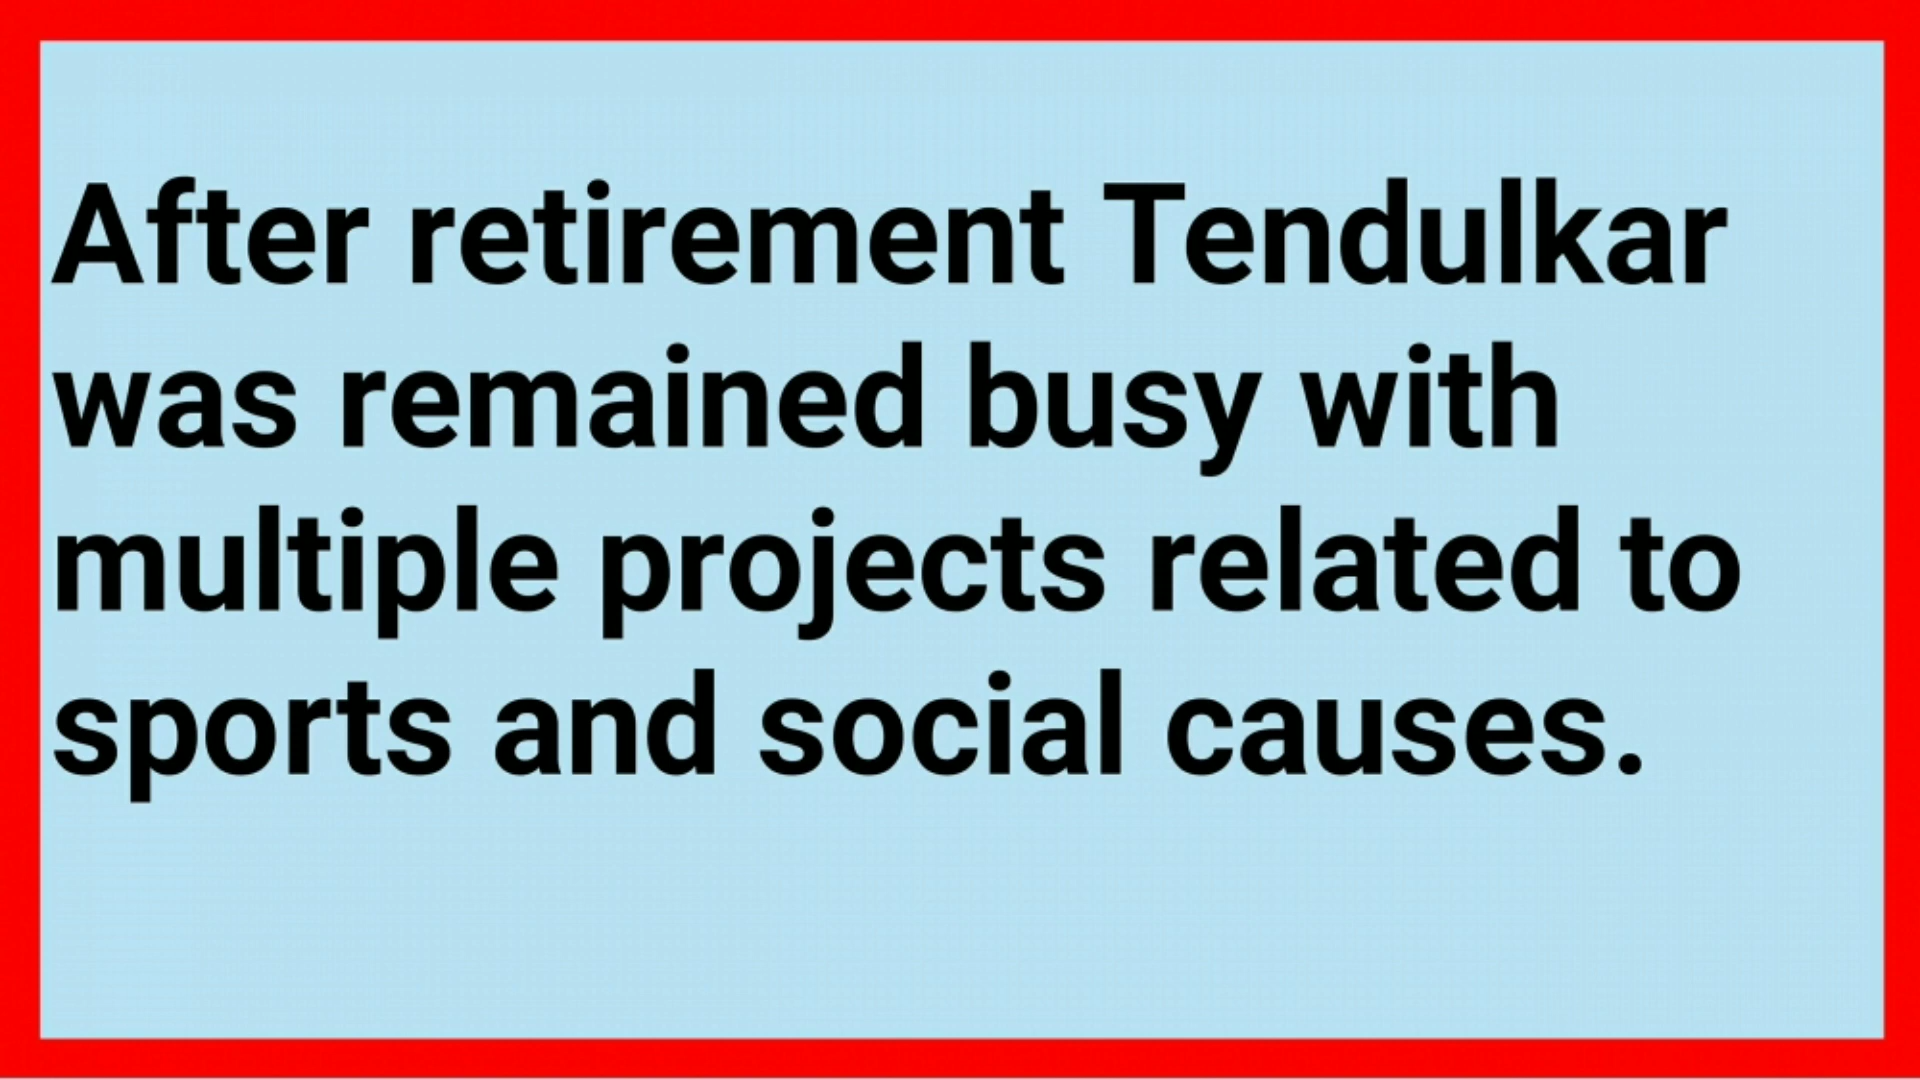 After retirement Tendulkar
was remained busy with
multiple projects related to
sports and social causes.